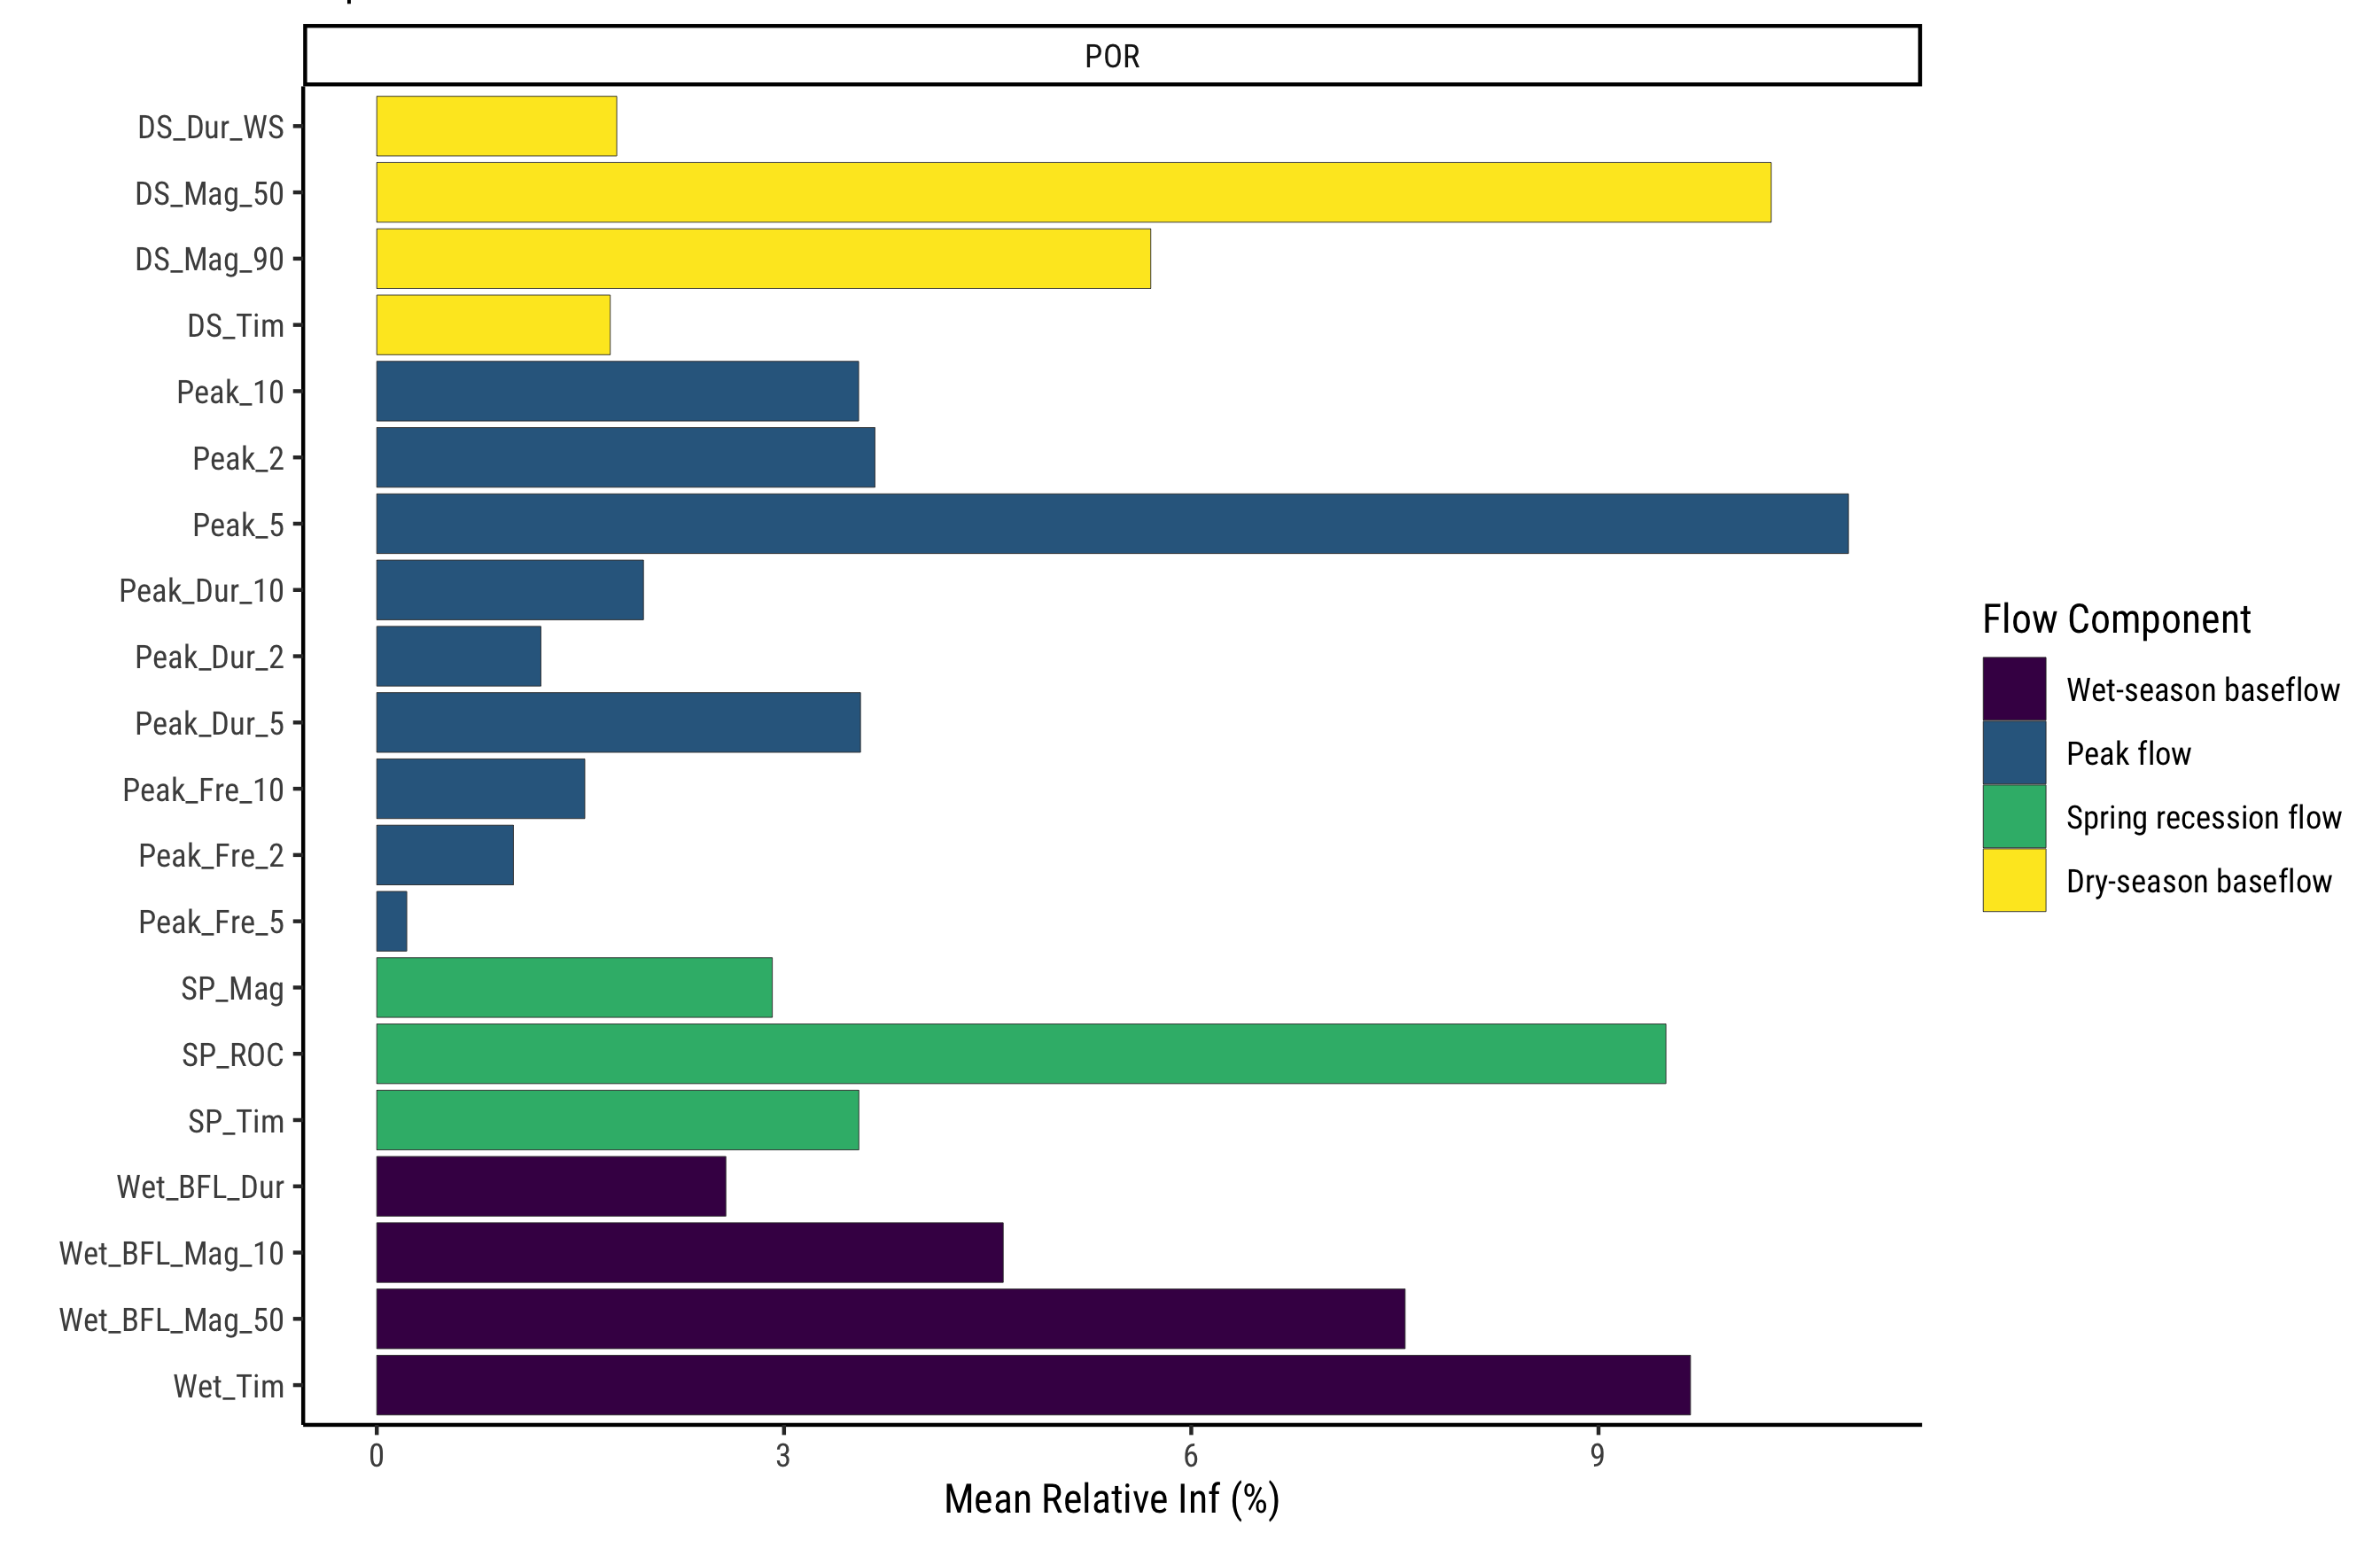 POR
DS_Dur_WS
DS_Mag_50
DS_Mag_90
DS_Tim
Peak_10
Peak_2
Peak_5
Peak_Dur_10
Peak_Dur_2
Peak_Dur_5
Peak_Fre_10
Peak_Fre_2
Peak_Fre_5
SP_Mag
SP_ROC
SP_Tim
Wet_BFL_Dur
Wet_BFL_Mag_10
Wet_BFL_Mag_50
Wet_Tim
0 3 6 9
Mean Relative Inf (%)
Flow Component
Wet-season baseflow
Peak flow
Spring recession flow
Dry-season baseflow